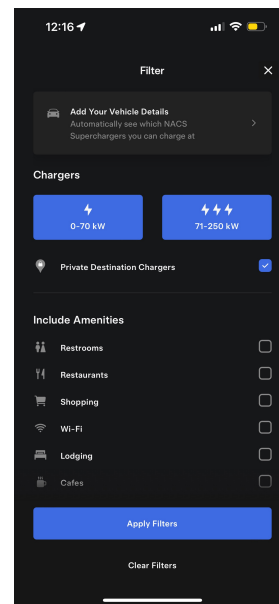 12:16
Filter
Add Your Vehicle Details
Automatically see which NACS
Superchargers you can charge at
Chargers
0-70 kW
71-250 kW
Private Destination Chargers
Include Amenities
Restrooms
Restaurants
Shopping
Wi-Fi
Lodging
Cafes
Apply Filters
Clear Filters